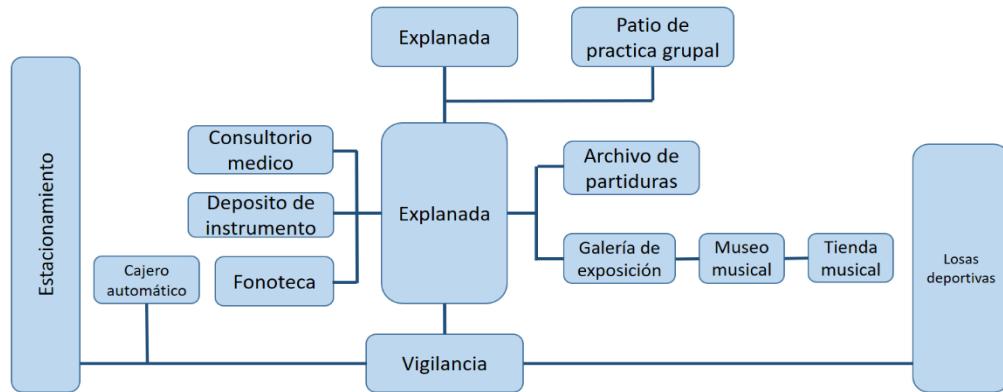 Explanada
Patio de
practica grupal
Estacionamiento
Consultorio
medico
Deposito de
instrumento
Fonoteca
Cajero
automático
Explanada
Archivo de
partiduras
Galería de
exposición
Museo
musical
Tienda
musical
Losas
deportivas
Vigilancia